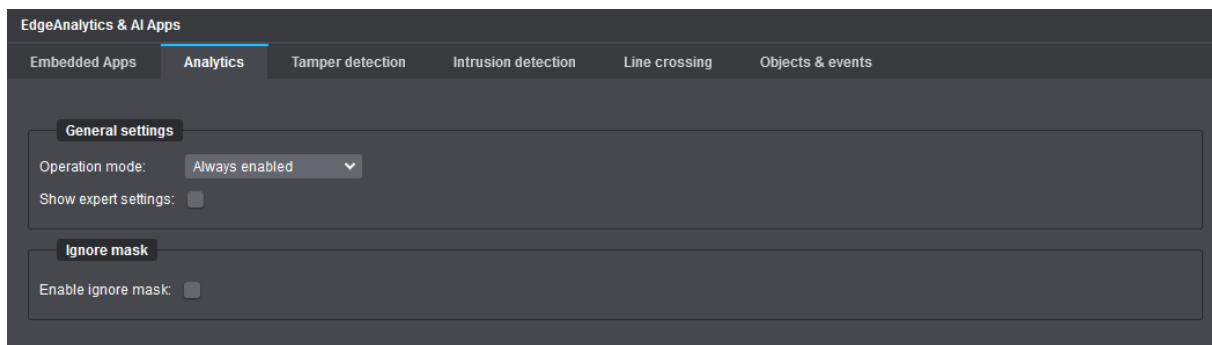 EdgeAnalytics & AI Apps
Embedded Apps Analytics Tamper detection Intrusion detection Line crossing Objects & events
General settings
Operation mode: Always enabled
Show expert settings:
Ignore mask
Enable ignore mask: